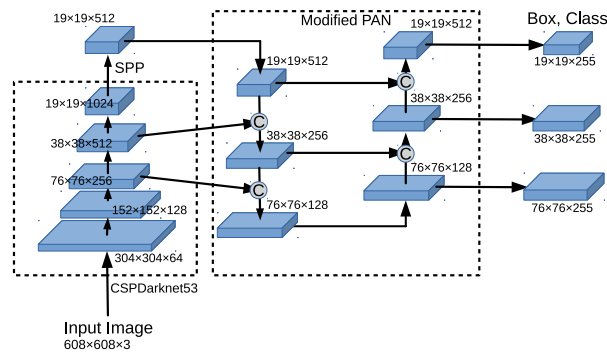 Modified PAN
Box, Class
19×19×512
19×19×512
19×19×512
19×19×255
SPP
19×19×1024
38×38×512
76×76×256
152×152×128
304×304×64
C
38×38×256
C
76×76×128
C
38×38×256
C
76×76×128
38×38×255
76×76×255
CSPDarknet53
Input Image
608×608×3